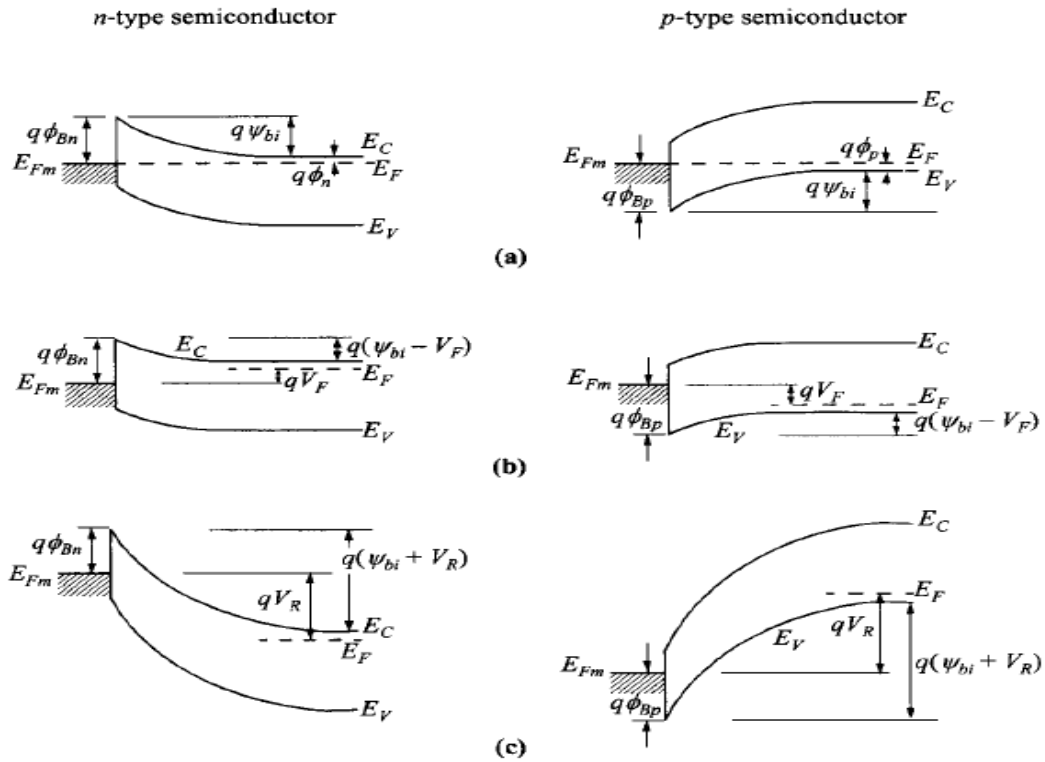 n-type semiconductor
p-type semiconductor
qϕBn
qψbi
EC
EFm
EF
qϕn
EV
EC
EFm
qϕp
EF
EV
qϕBp
qψbi
(a)
qϕBn
EC
q(ψbi − VF)
EF
EFm
qVF
EV
EC
EFm
qVF
EF
qϕBp
EV
q(ψbi − VF)
(b)
qϕBn
q(ψbi + VR)
EFm
qVR
EC
EF
EV
EC
EF
qVR
EV
EFm
q(ψbi + VR)
qϕBp
(c)